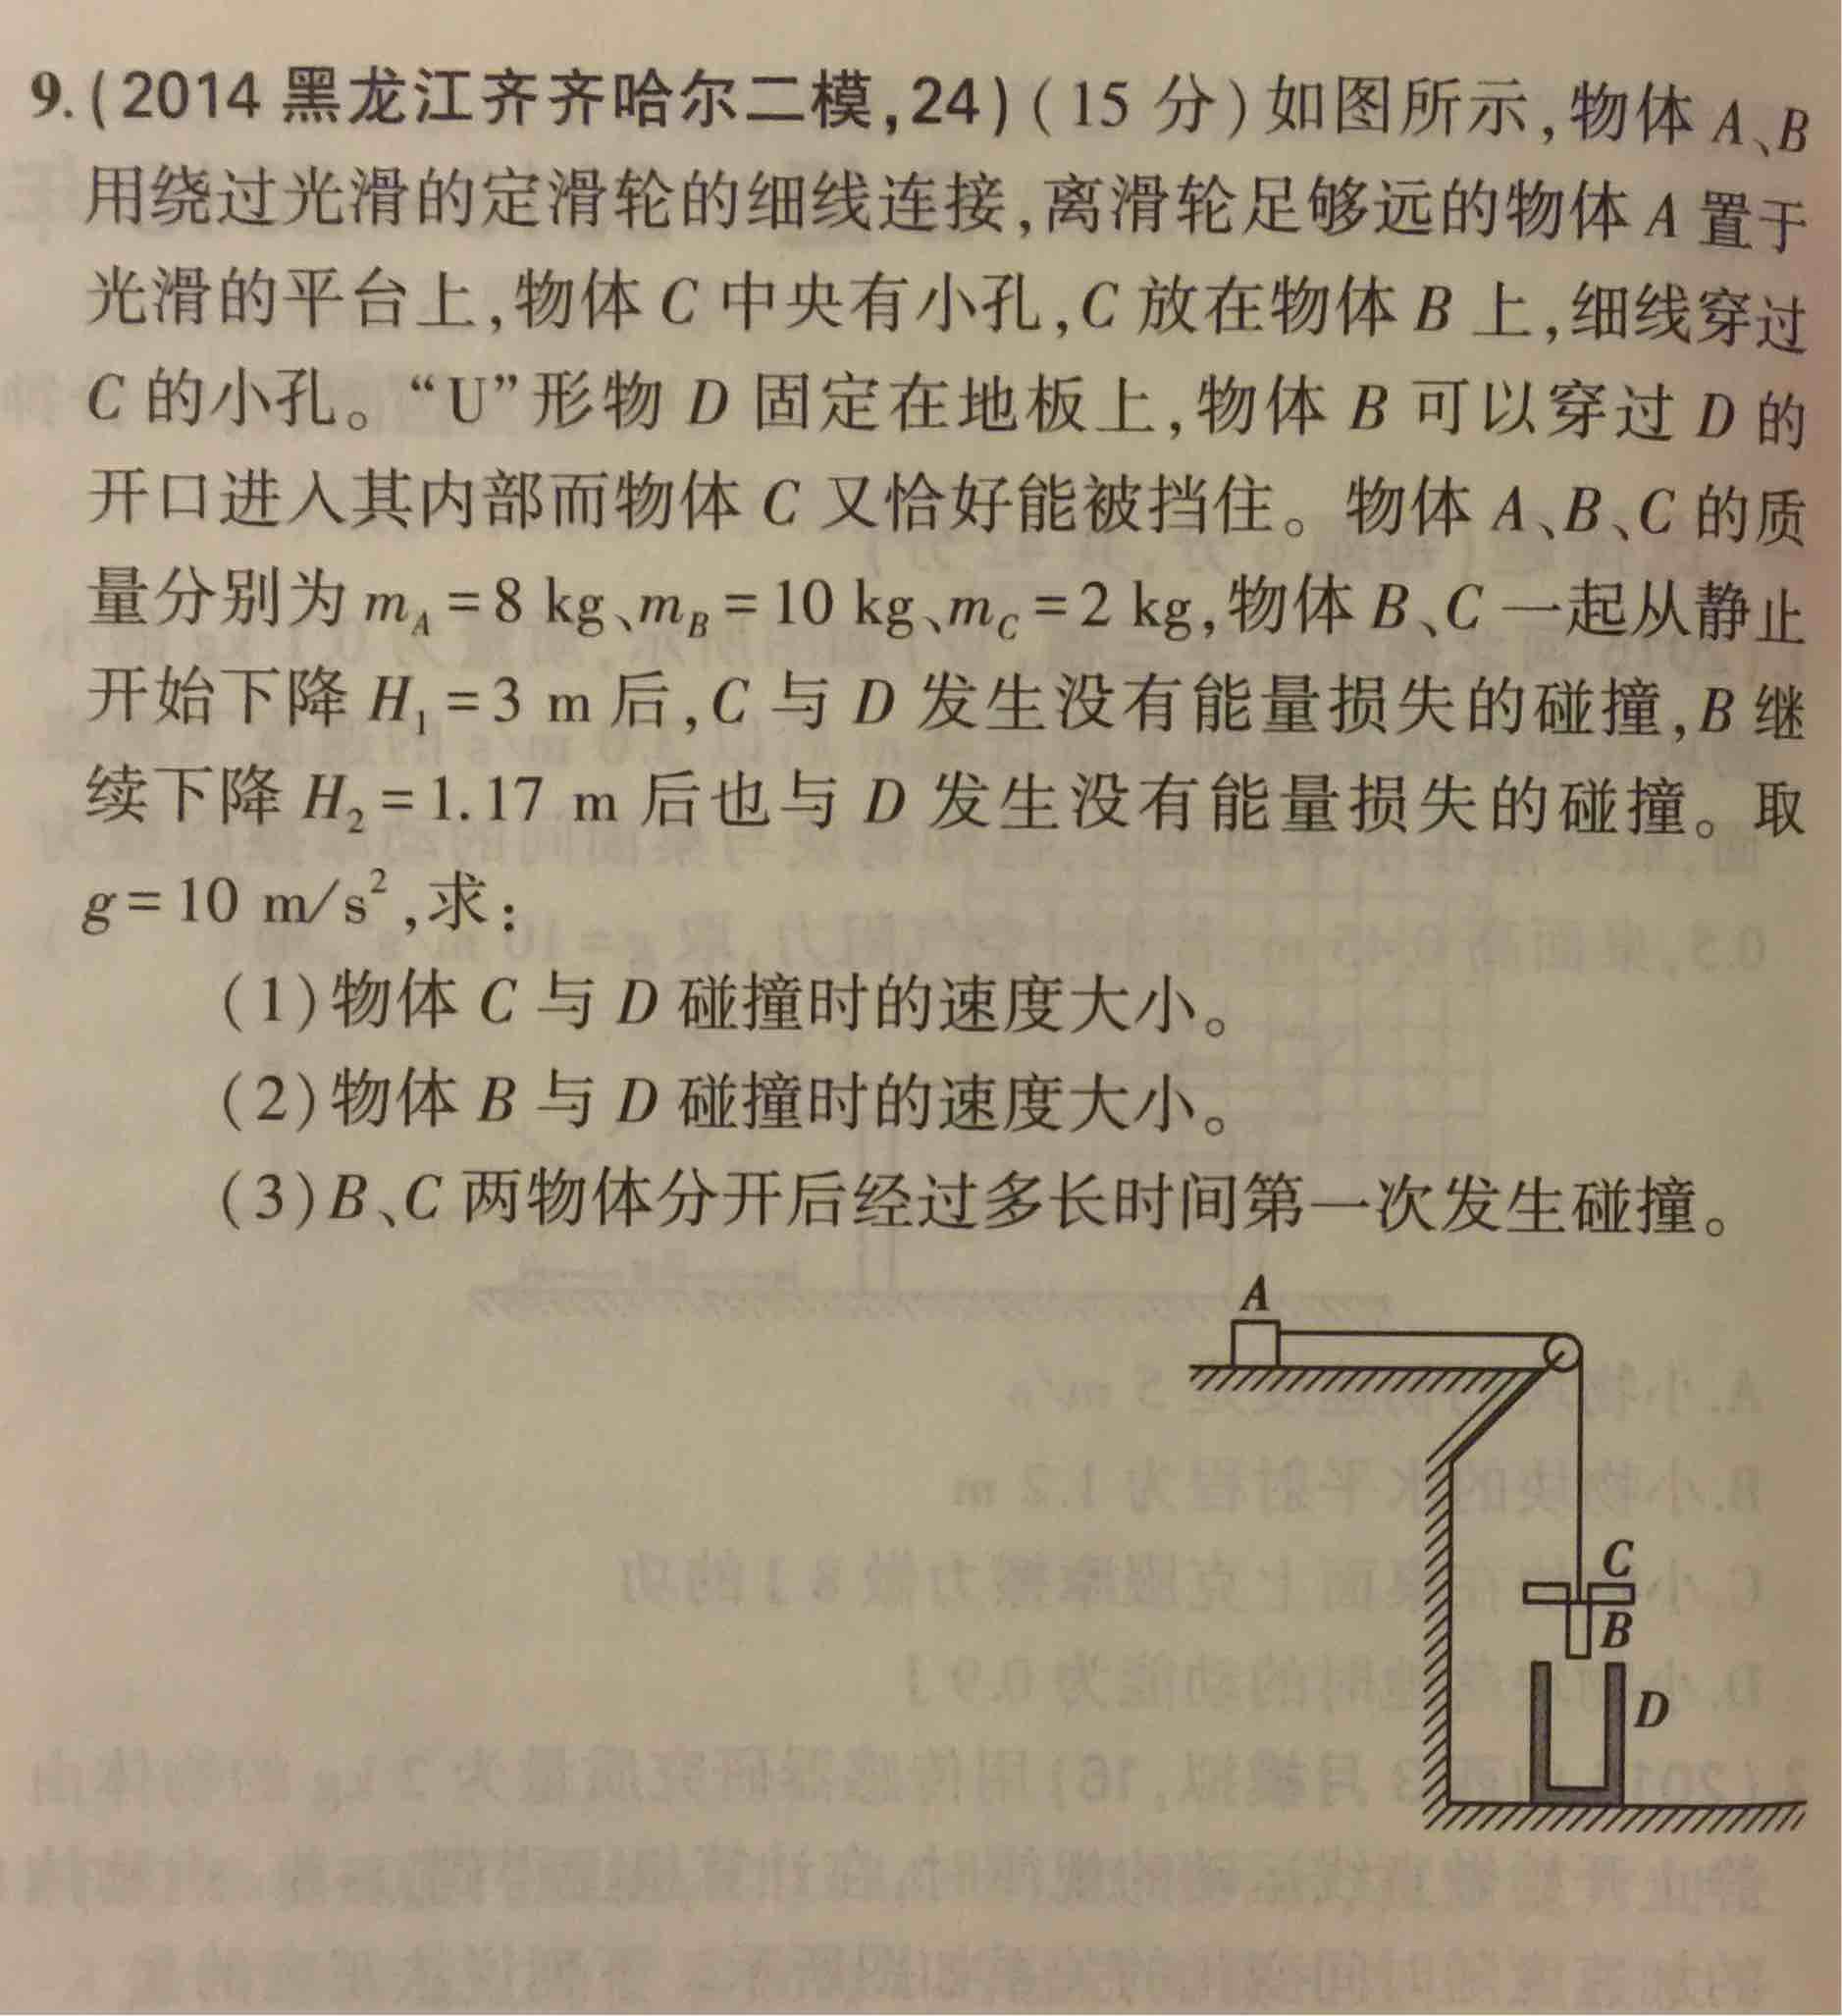 9.(2014 黑龙江齐齐哈尔二模,24)(15 分)如图所示,物体 A、B
用绕过光滑的定滑轮的细线连接,离滑轮足够远的物体 A 置于
光滑的平台上,物体 C 中央有小孔,C 放在物体 B 上,细线穿过
C 的小孔。“U”形物 D 固定在地板上,物体 B 可以穿过 D 的
开口进入其内部而物体 C 又恰好能被挡住。物体 A、B、C 的质
量分别为 m_A = 8 kg、m_B = 10 kg、m_C = 2 kg,物体 B、C 一起从静止
开始下降 H₁ = 3 m 后,C 与 D 发生没有能量损失的碰撞,B 继
续下降 H₂ = 1.17 m 后也与 D 发生没有能量损失的碰撞。取
g = 10 m/s²,求:
(1)物体 C 与 D 碰撞时的速度大小。
(2)物体 B 与 D 碰撞时的速度大小。
(3)B、C 两物体分开后经过多长时间第一次发生碰撞。
A
C
B
D